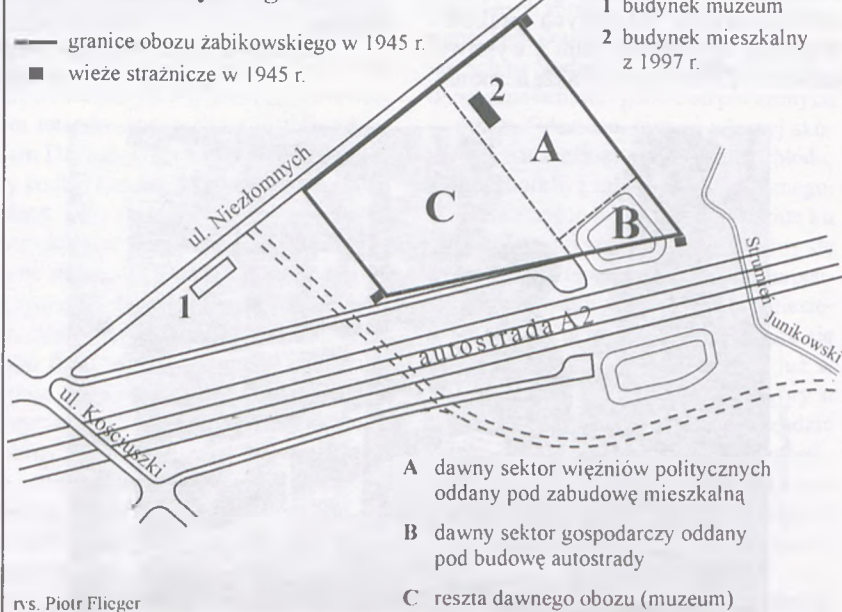 granice obozu żabikowskiego w 1945 r.
wieże strażnicze w 1945 r.
1 budynek muzeum
2 budynek mieszkalny
z 1997 r.
2
A
ul. Niezłomnych
C
B
1
Strumień Junikowski
autostrada A2
ul. Kościuszki
A dawny sektor więźniów politycznych
oddany pod zabudowę mieszkalną
B dawny sektor gospodarczy oddany
pod budowę autostrady
C reszta dawnego obozu (muzeum)
rys. Piotr Flieger